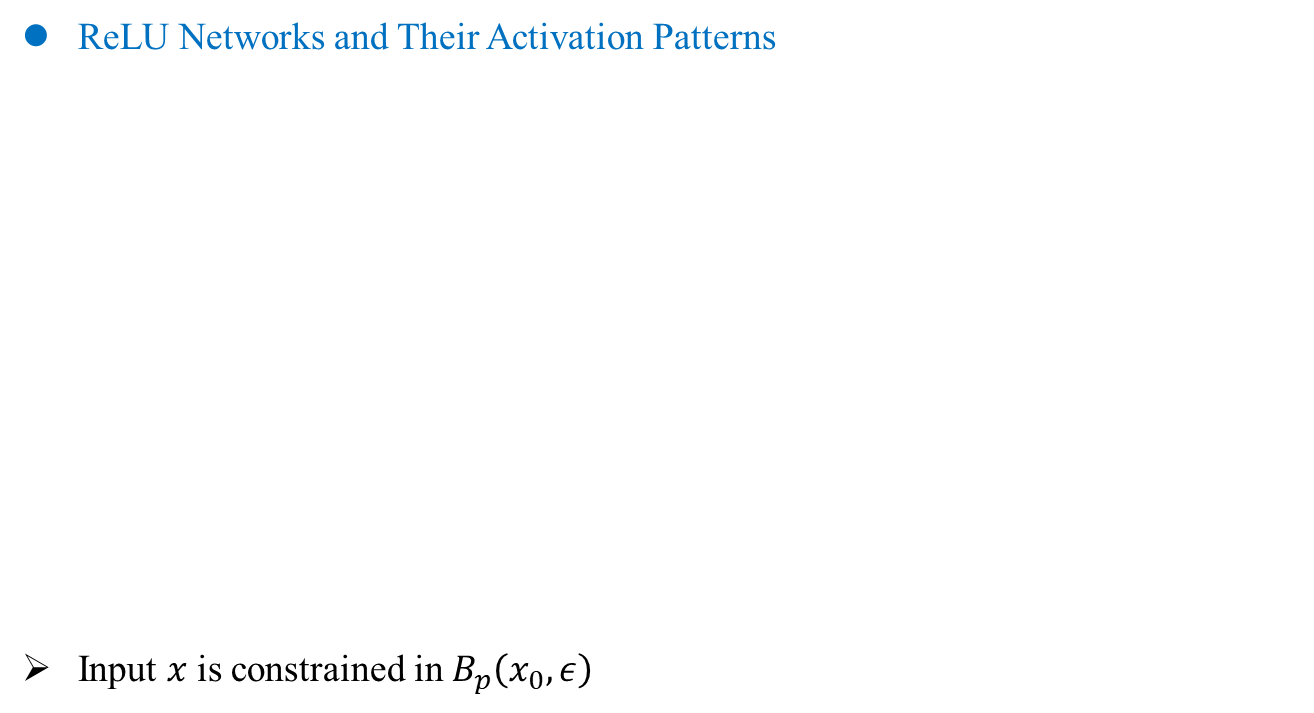 ● ReLU Networks and Their Activation Patterns
➢ Input 𝑥 is constrained in 𝐵ₚ(𝑥₀, 𝜖)